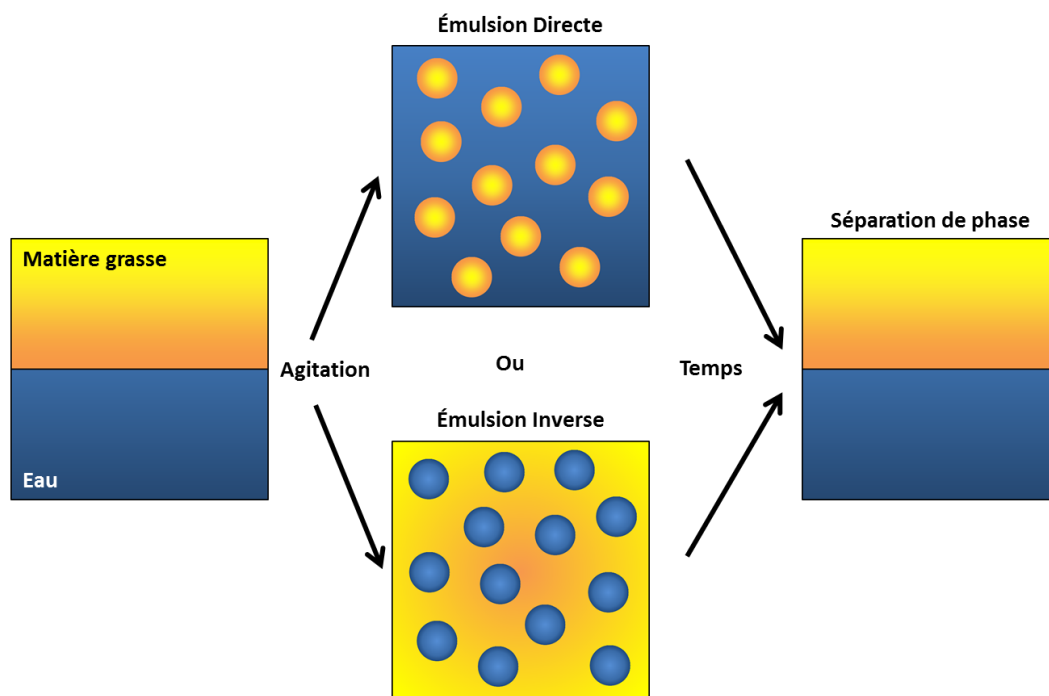 Émulsion Directe
Matière grasse
Eau
Agitation
Ou
Temps
Séparation de phase
Émulsion Inverse